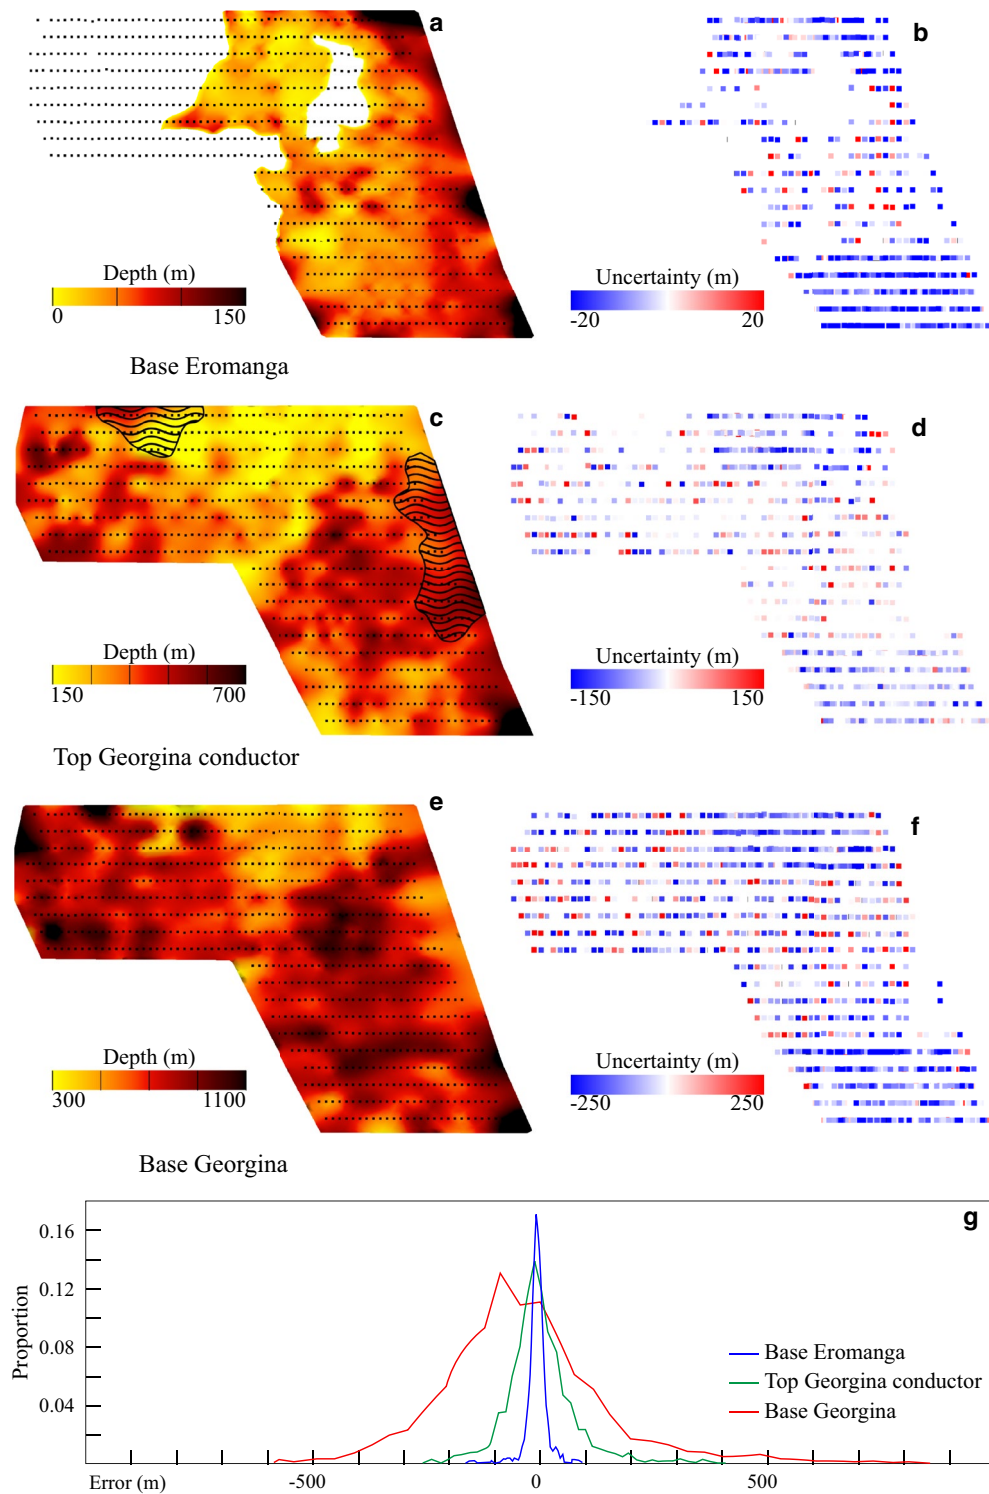 a
b
Depth (m)
0 150
Uncertainty (m)
-20 20
Base Eromanga
c
d
Depth (m)
150 700
Uncertainty (m)
-150 150
Top Georgina conductor
e
f
Depth (m)
300 1100
Uncertainty (m)
-250 250
Base Georgina
g
0.16
0.12
0.08
0.04
Proportion
Base Eromanga
Top Georgina conductor
Base Georgina
Error (m) -500 0 500